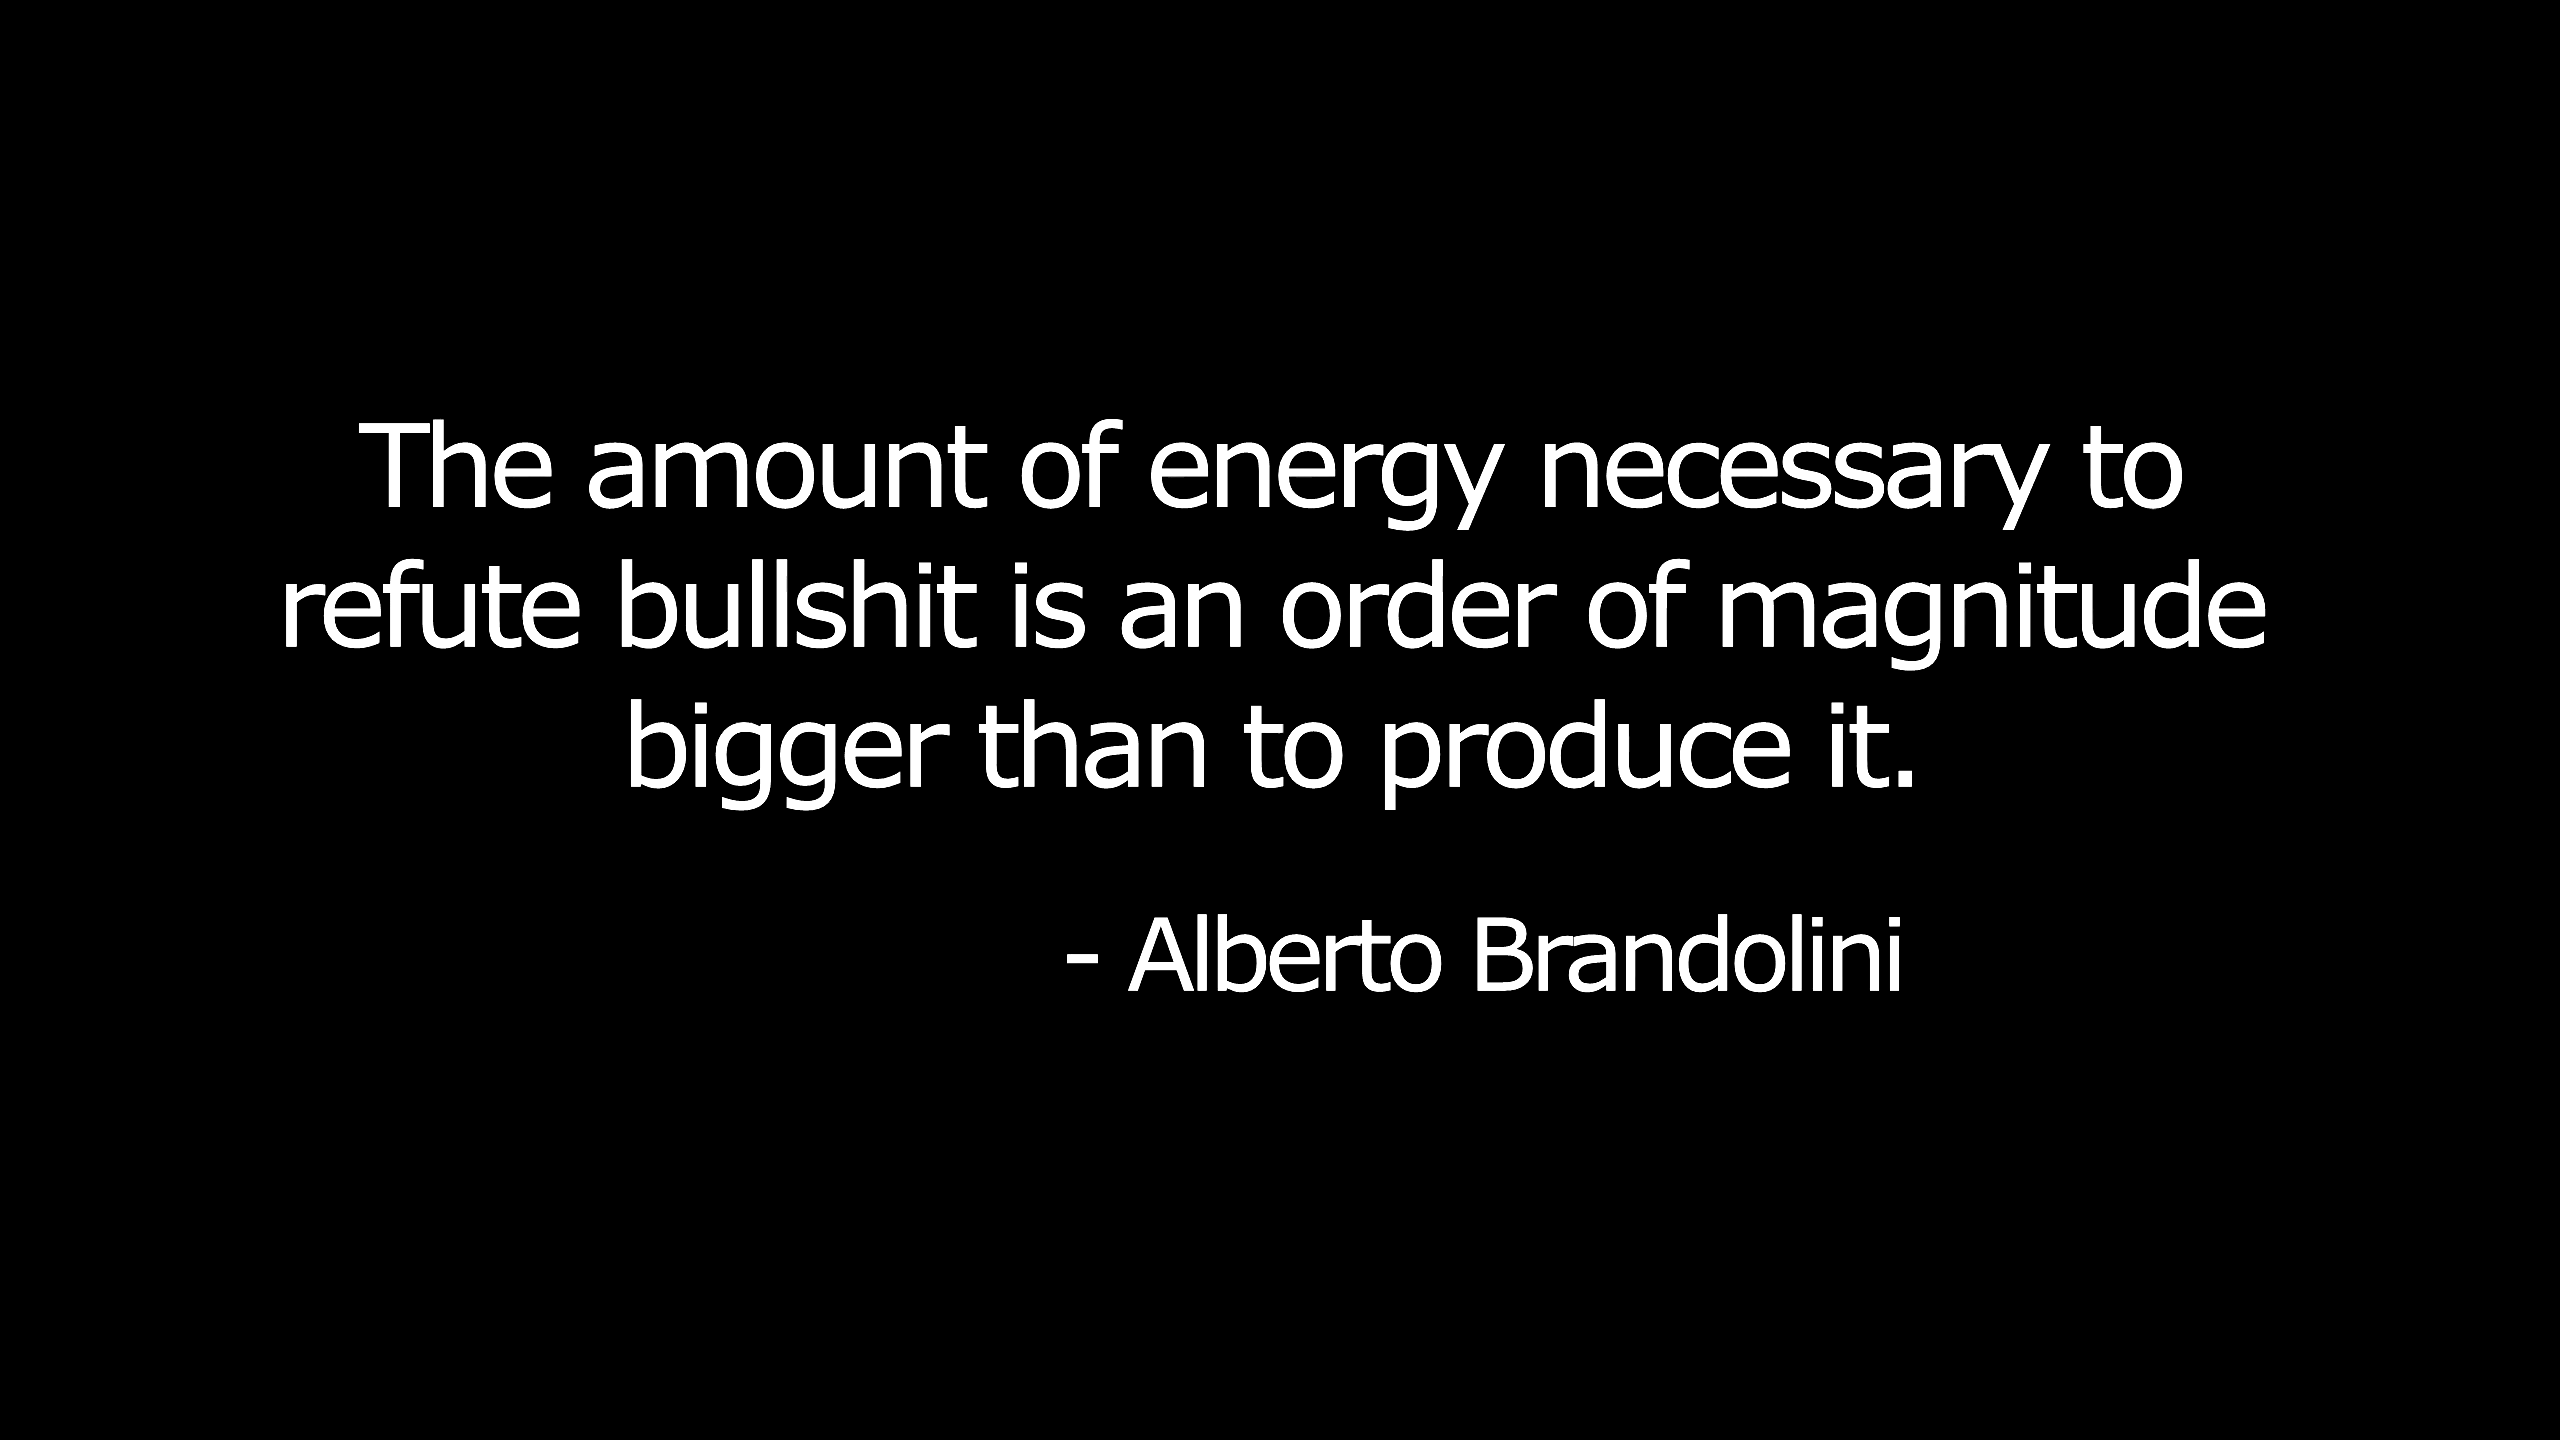 The amount of energy necessary to
refute bullshit is an order of magnitude
bigger than to produce it.
- Alberto Brandolini